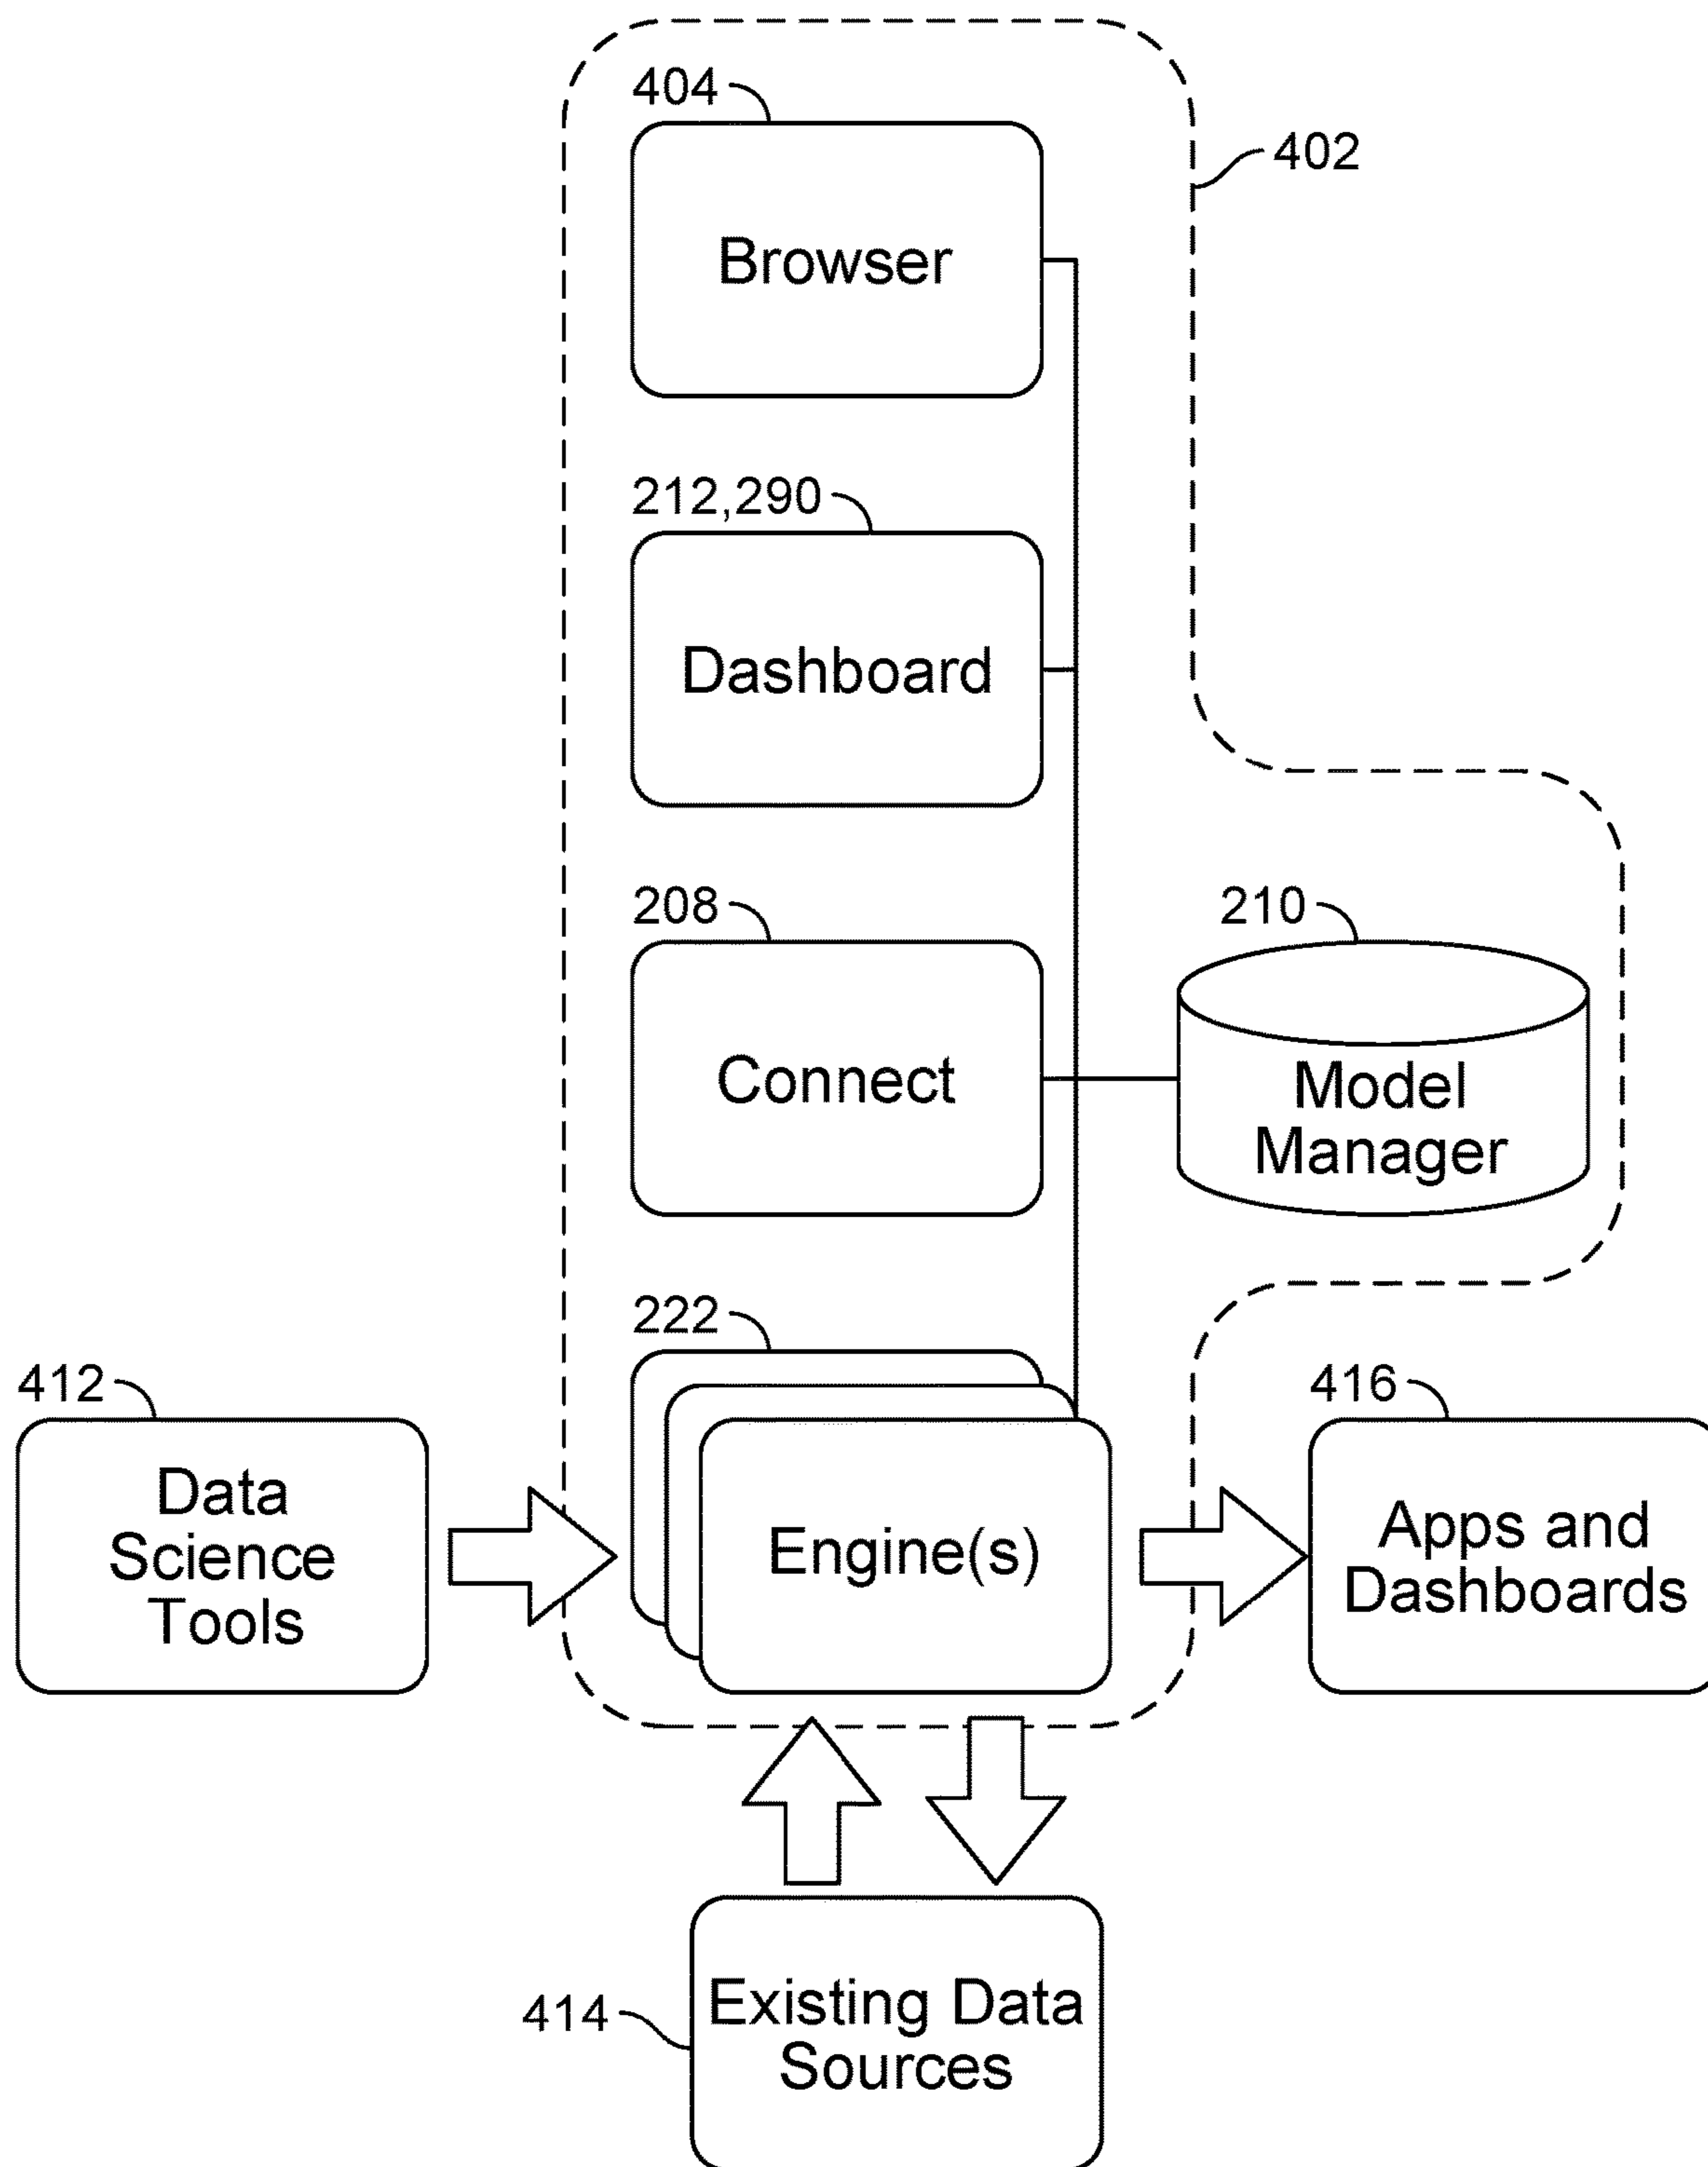 404
402
Browser
212,290
Dashboard
208
210
Connect
Model
Manager
222
412
416
Data
Science
Tools
Engine(s)
Apps and
Dashboards
414
Existing Data
Sources